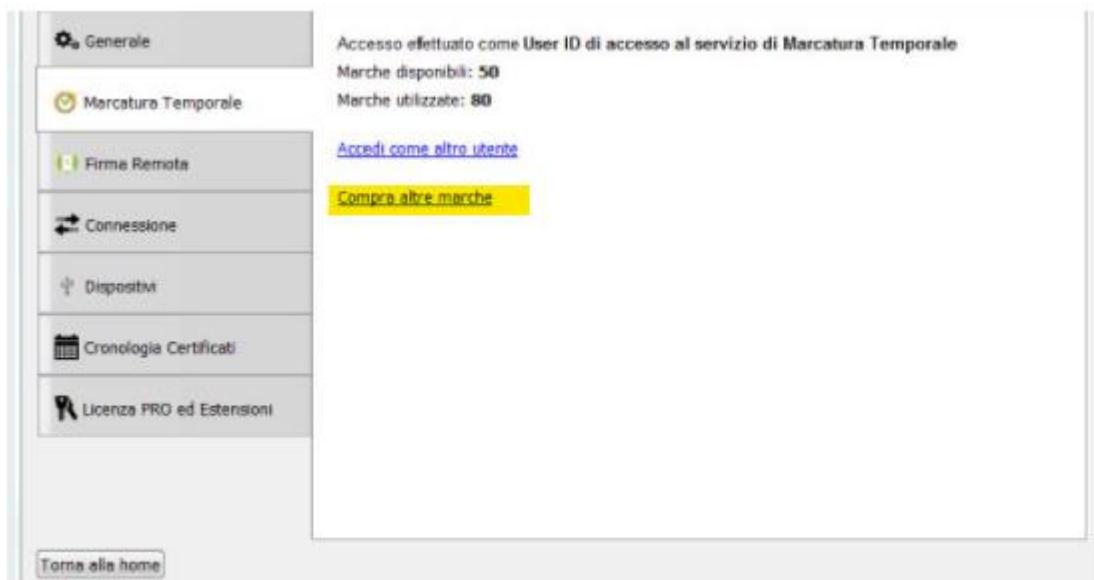 Generale
Marcatura Temporale
Firma Remota
Connessione
Dispositivi
Cronologia Certificati
Licenza PRO ed Estensioni
Accesso effettuato come User ID di accesso al servizio di Marcatura Temporale
Marche disponibili: 50
Marche utilizzate: 80
Accedi come altro utente
Compra altre marche
Torna alla home